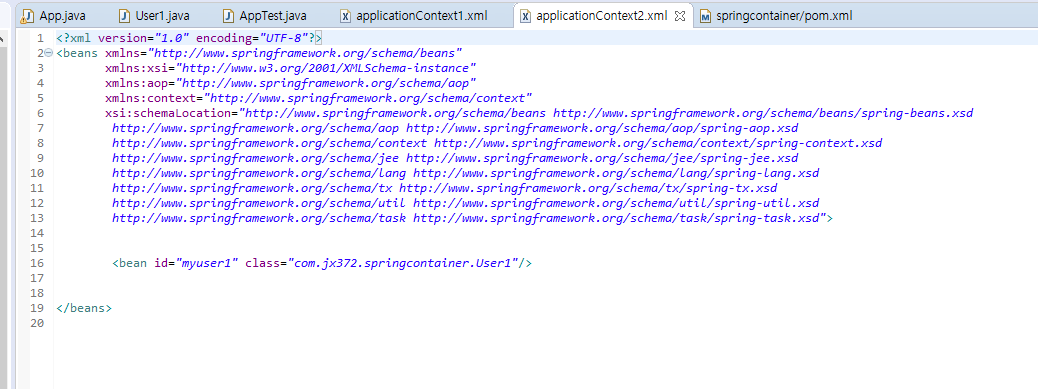 App.java User1.java AppTest.java applicationContext1.xml applicationContext2.xml springcontainer/pom.xml
1 <?xml version="1.0" encoding="UTF-8"?>
2 <beans xmlns="http://www.springframework.org/schema/beans"
3 xmlns:xsi="http://www.w3.org/2001/XMLSchema-instance"
4 xmlns:aop="http://www.springframework.org/schema/aop"
5 xmlns:context="http://www.springframework.org/schema/context"
6 xsi:schemaLocation="http://www.springframework.org/schema/beans http://www.springframework.org/schema/beans/spring-beans.xsd
7 http://www.springframework.org/schema/aop http://www.springframework.org/schema/aop/spring-aop.xsd
8 http://www.springframework.org/schema/context http://www.springframework.org/schema/context/spring-context.xsd
9 http://www.springframework.org/schema/jee http://www.springframework.org/schema/jee/spring-jee.xsd
10 http://www.springframework.org/schema/lang http://www.springframework.org/schema/lang/spring-lang.xsd
11 http://www.springframework.org/schema/tx http://www.springframework.org/schema/tx/spring-tx.xsd
12 http://www.springframework.org/schema/util http://www.springframework.org/schema/util/spring-util.xsd
13 http://www.springframework.org/schema/task http://www.springframework.org/schema/task/spring-task.xsd">
14
15
16 <bean id="myuser1" class="com.jx372.springcontainer.User1"/>
17
18
19 </beans>
20